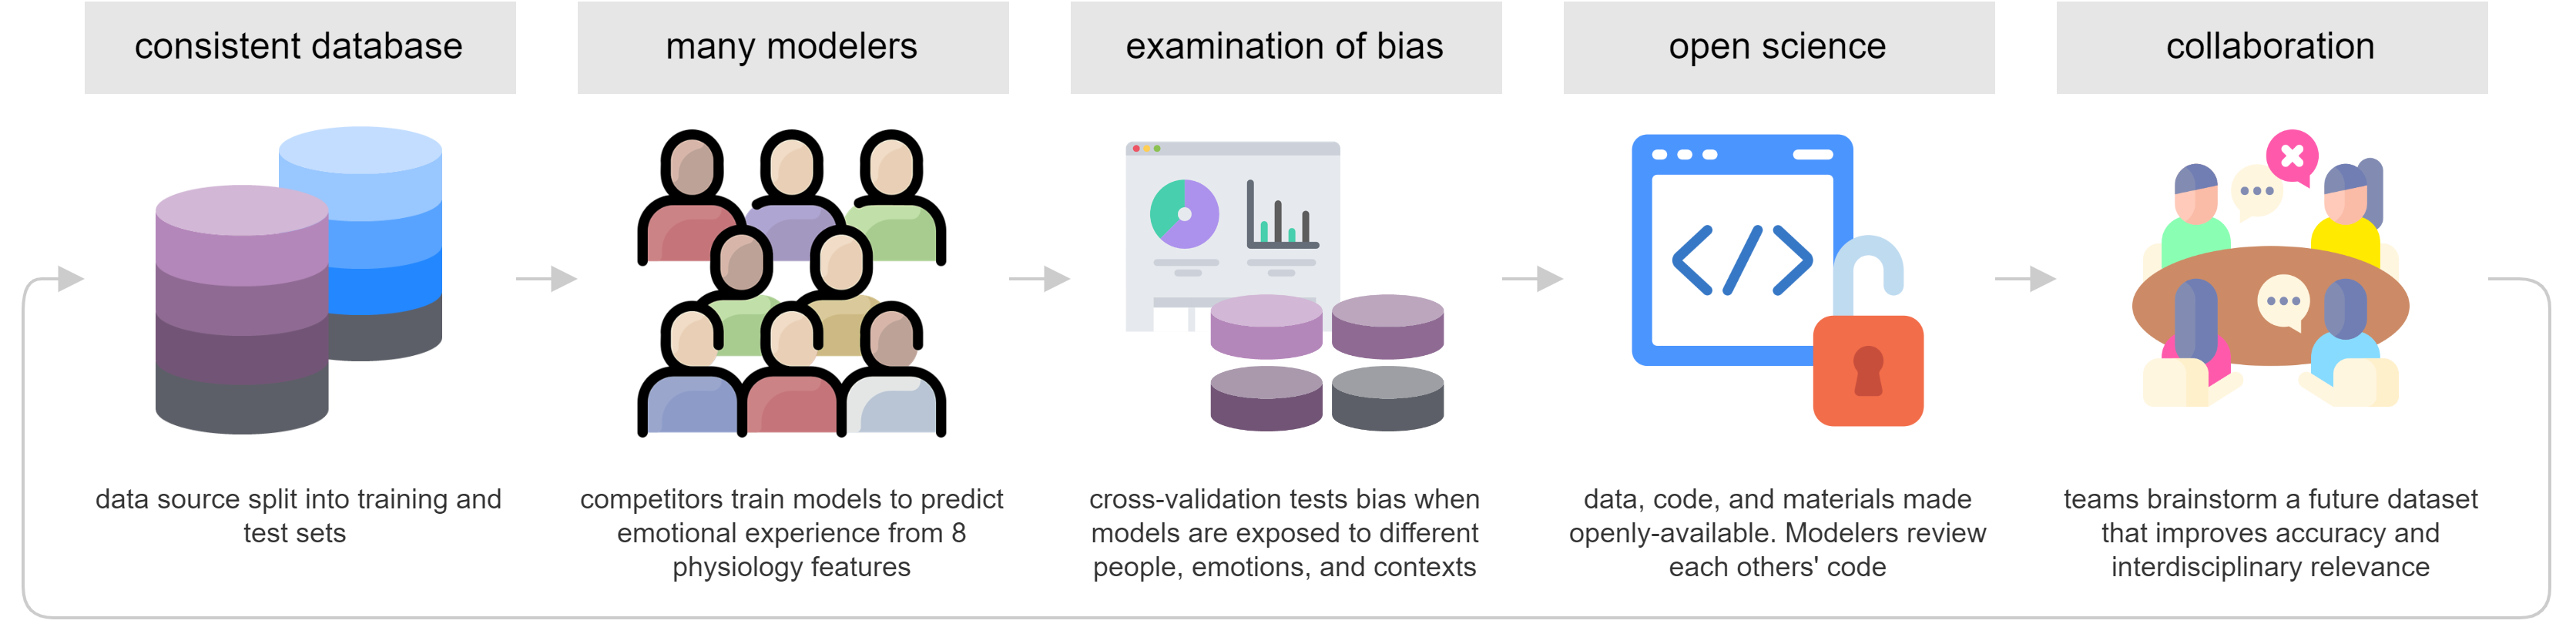 consistent database
many modelers
examination of bias
open science
collaboration
data source split into training and
test sets
competitors train models to predict
emotional experience from 8
physiology features
cross-validation tests bias when
models are exposed to different
people, emotions, and contexts
data, code, and materials made
openly-available. Modelers review
each others' code
teams brainstorm a future dataset
that improves accuracy and
interdisciplinary relevance